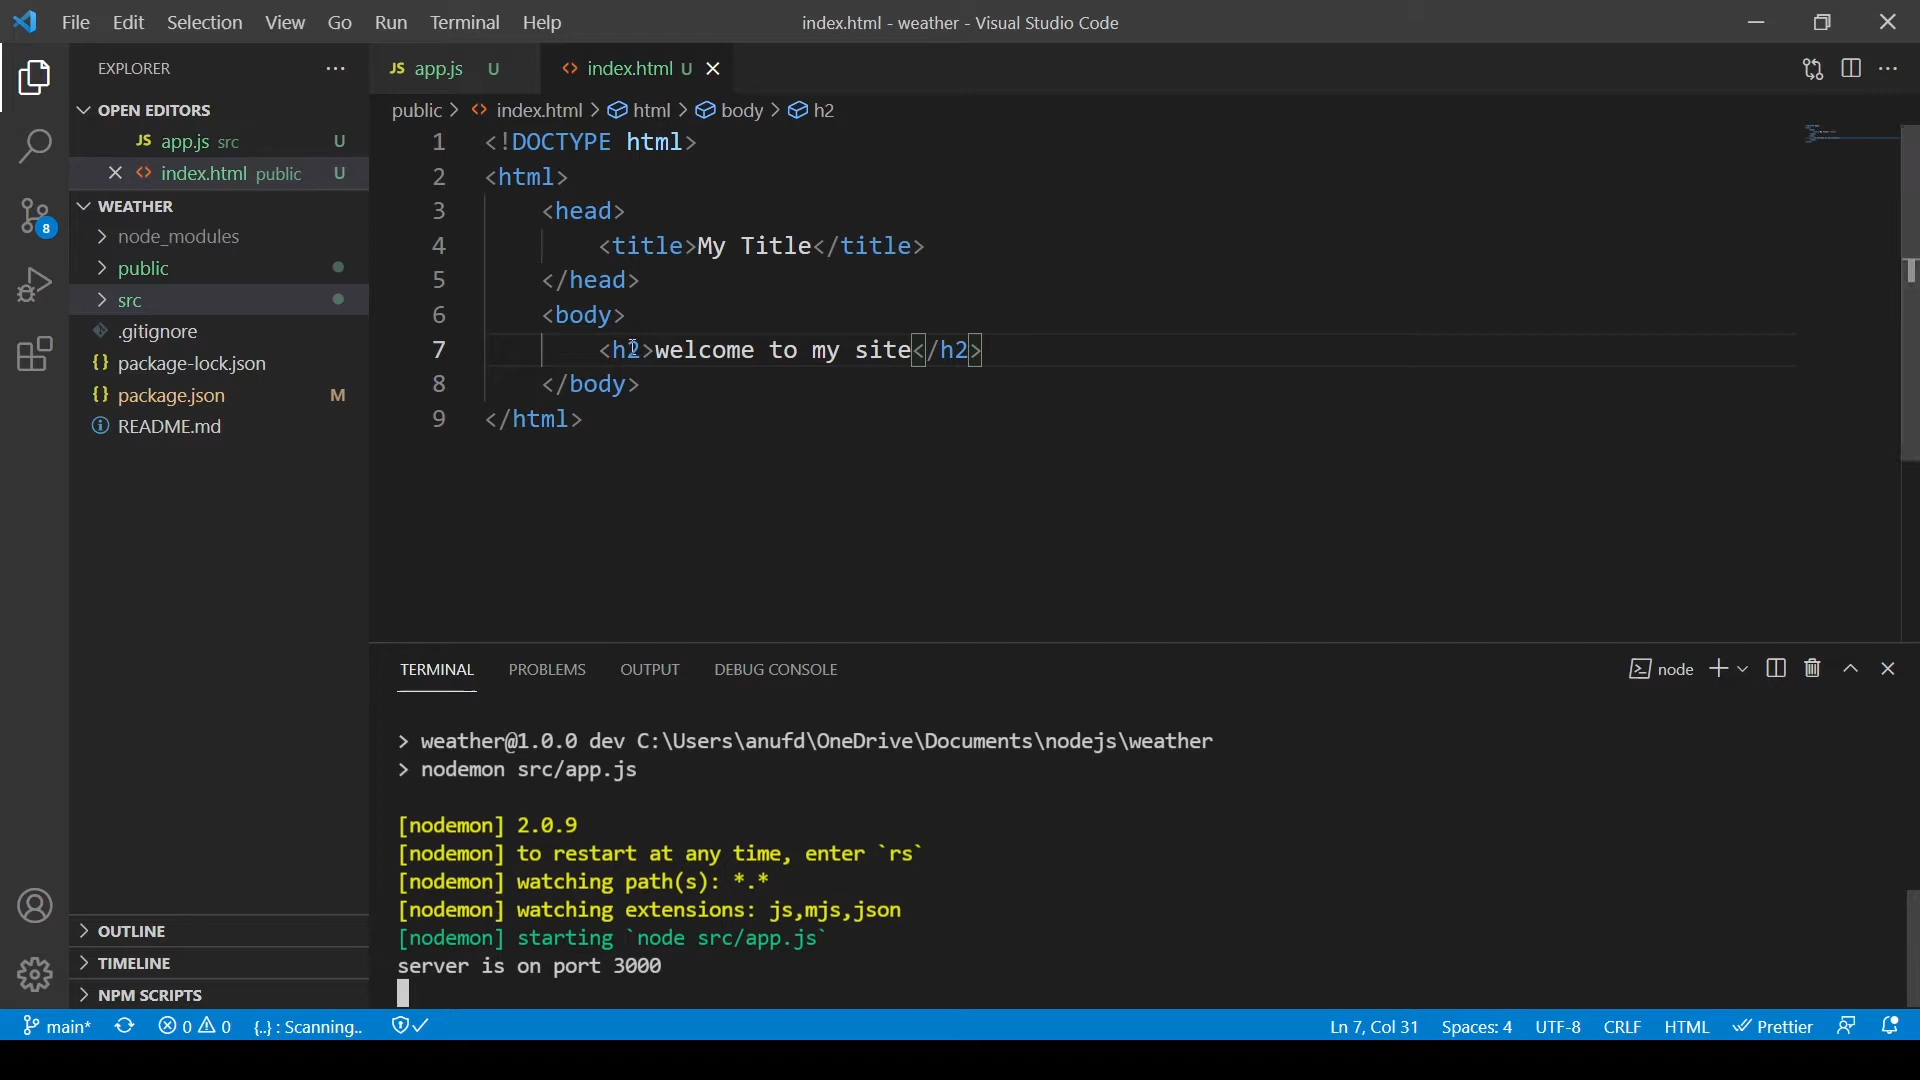 File Edit Selection View Go Run Terminal Help index.html - weather - Visual Studio Code
EXPLORER
JS app.js U
index.html U
public > index.html > html > body > h2
OPEN EDITORS
JS app.js src U
index.html public U
WEATHER
node_modules
public
src
.gitignore
{} package-lock.json
{} package.json M
README.md
OUTLINE
TIMELINE
NPM SCRIPTS
8
1 <!DOCTYPE html>
2 <html>
3 <head>
4 <title>My Title</title>
5 </head>
6 <body>
7 <h2>welcome to my site</h2>
8 </body>
9 </html>
TERMINAL PROBLEMS OUTPUT DEBUG CONSOLE node
> weather@1.0.0 dev C:\Users\anufd\OneDrive\Documents\nodejs\weather
> nodemon src/app.js
[nodemon] 2.0.9
[nodemon] to restart at any time, enter `rs`
[nodemon] watching path(s): *.*
[nodemon] watching extensions: js,mjs,json
[nodemon] starting `node src/app.js`
server is on port 3000
main* 0 0 {..} : Scanning.. Ln 7, Col 31 Spaces: 4 UTF-8 CRLF HTML Prettier